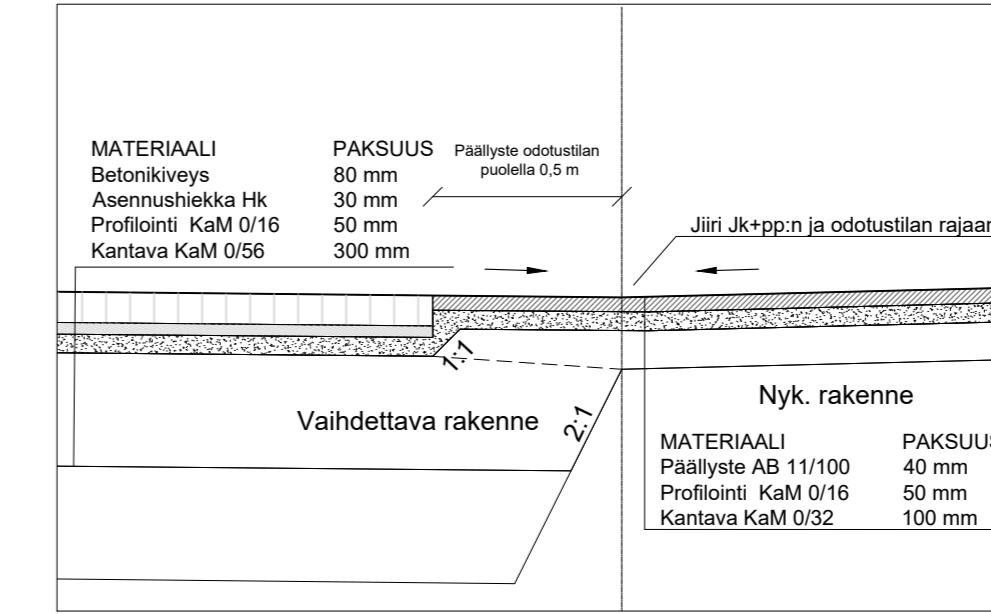 MATERIAALI PAKSUUS
Betonikiveys 80 mm
Asennushiekka Hk 30 mm
Profilointi KaM 0/16 50 mm
Kantava KaM 0/56 300 mm
Päällyste odotustilan
puolella 0,5 m
Jiiri Jk+pp:n ja odotustilan rajaan
1:1
Vaihdettava rakenne
2:1
Nyk. rakenne
MATERIAALI PAKSUUS
Päällyste AB 11/100 40 mm
Profilointi KaM 0/16 50 mm
Kantava KaM 0/32 100 mm